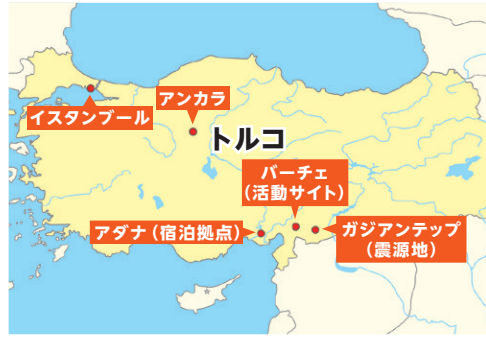 イスタンブール
アンカラ
トルコ
バーチェ
（活動サイト）
アダナ（宿泊拠点）
ガジアンテップ
（震源地）